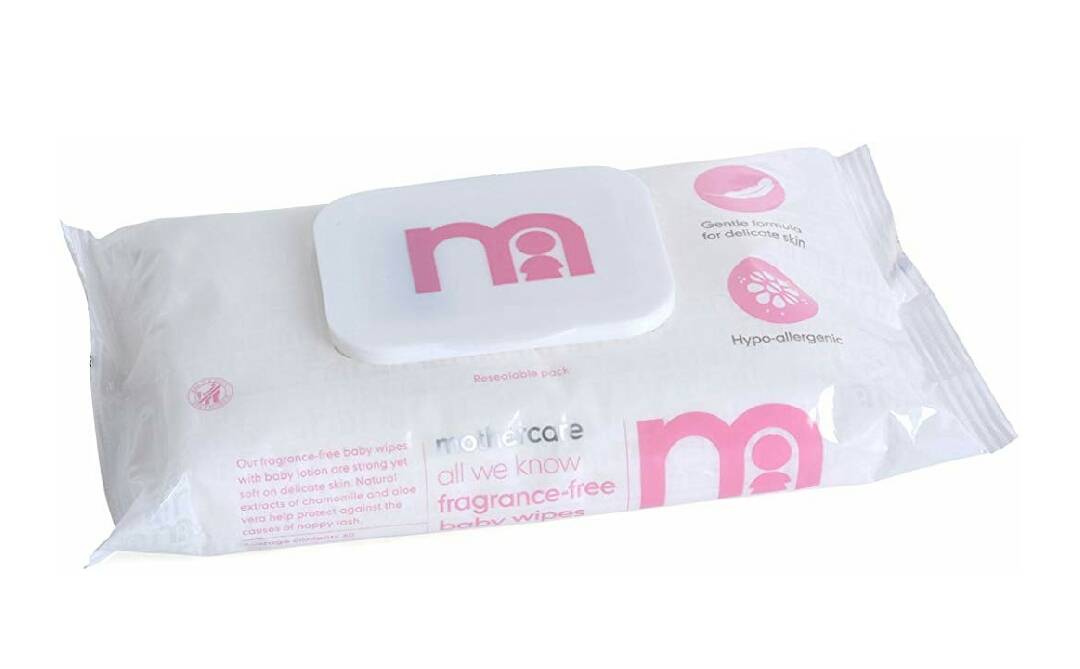 m
Gentle formula
for delicate skin
Hypo-allergenic
Resealable pack
Our fragrance-free baby wipes
with baby lotion are strong yet
soft on delicate skin. Natural
extracts of chamomile and aloe
vera help protect against the
causes of nappy rash.
mothercare
all we know
fragrance-free
baby wipes
m